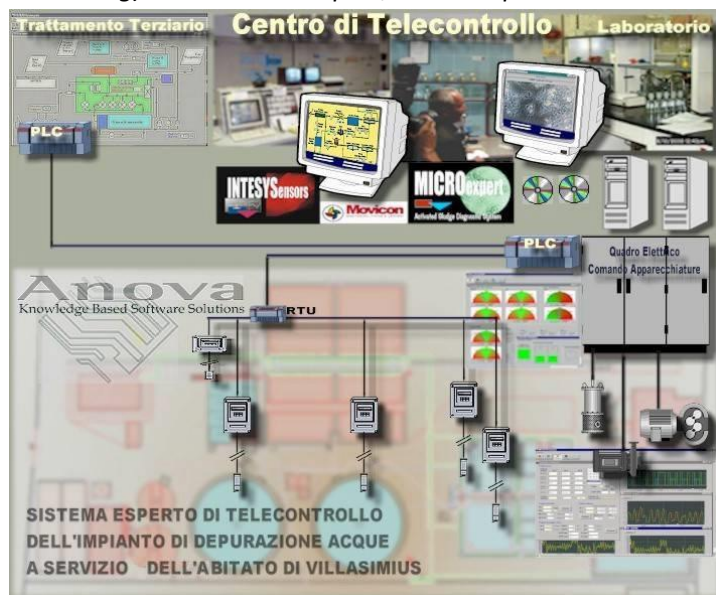 Trattamento Terziario
Centro di Telecontrollo
Laboratorio
PLC
INTESYSensors
Movicon
MICROexpert
Activated Sludge Diagnostic System
PLC
Quadro Elettrico
Comando Apparecchiature
Anova
Knowledge Based Software Solutions
RTU
SISTEMA ESPERTO DI TELECONTROLLO
DELL'IMPIANTO DI DEPURAZIONE ACQUE
A SERVIZIO DELL'ABITATO DI VILLASIMIUS